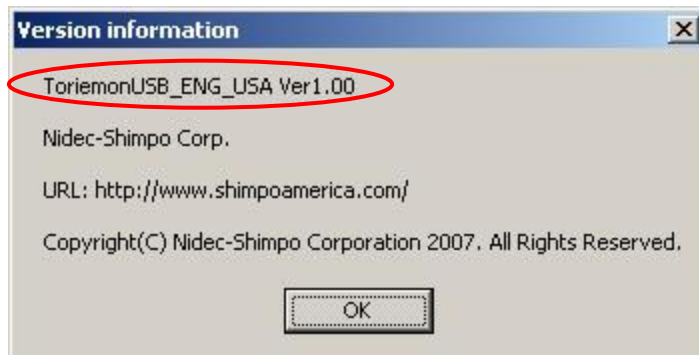 Version information
ToriemonUSB_ENG_USA Ver1.00
Nidec-Shimpo Corp.
URL: http://www.shimpoamerica.com/
Copyright(C) Nidec-Shimpo Corporation 2007. All Rights Reserved.
OK